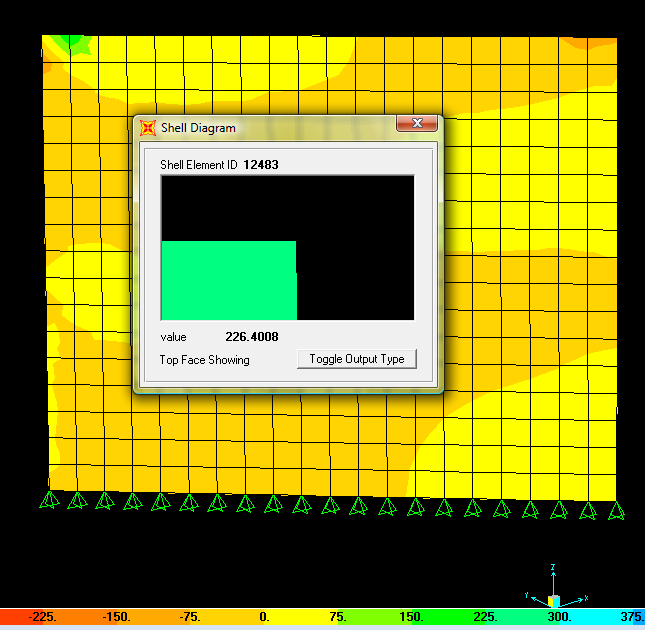 Shell Diagram
Shell Element ID 12483
value 226.4008
Top Face Showing
Toggle Output Type
Z
Y X
-225. -150. -75. 0. 75. 150. 225. 300. 375.